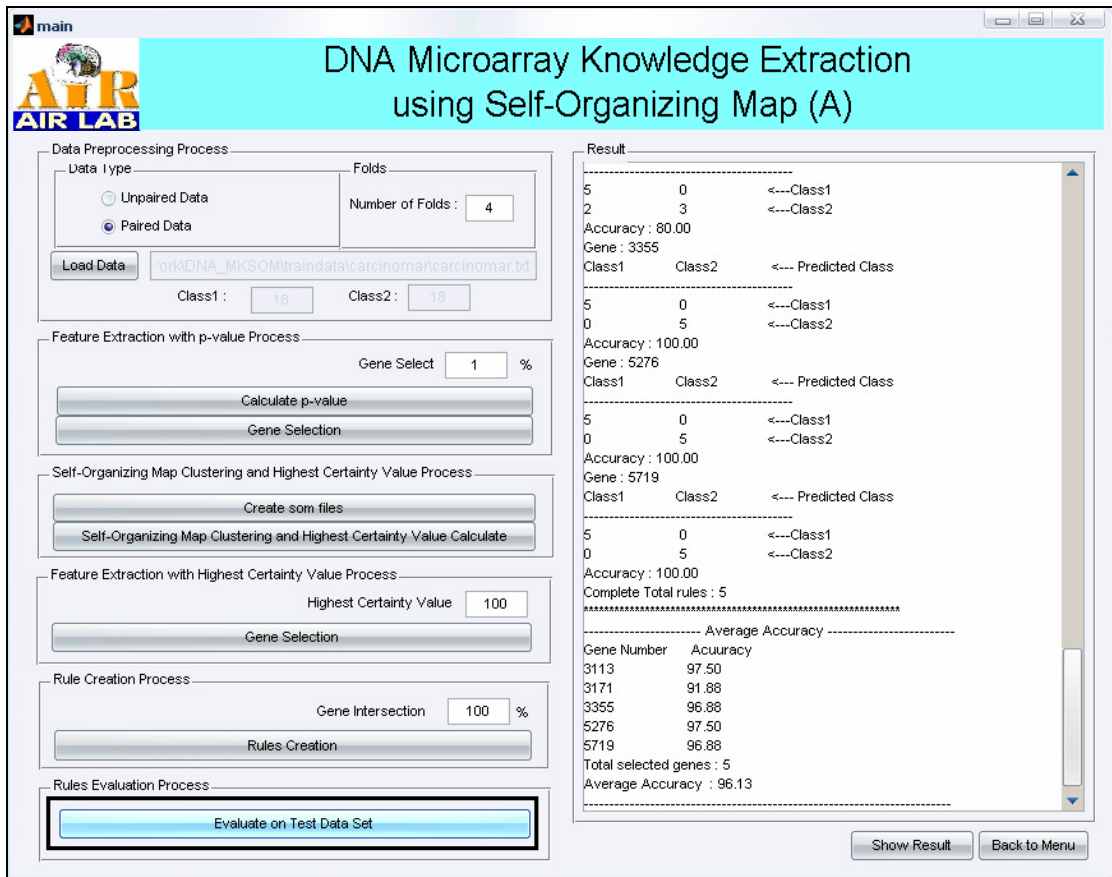 main
AIR
AIR LAB
DNA Microarray Knowledge Extraction
using Self-Organizing Map (A)
Data Preprocessing Process
Data Type
Unpaired Data
Paired Data
Folds
Number of Folds : 4
Load Data ork\DNA_MKSOM\traindata\carcinomar\carcinomar.txt
Class1 : 18 Class2 : 18
Feature Extraction with p-value Process
Gene Select 1 %
Calculate p-value
Gene Selection
Self-Organizing Map Clustering and Highest Certainty Value Process
Create som files
Self-Organizing Map Clustering and Highest Certainty Value Calculate
Feature Extraction with Highest Certainty Value Process
Highest Certainty Value 100
Gene Selection
Rule Creation Process
Gene Intersection 100 %
Rules Creation
Rules Evaluation Process
Evaluate on Test Data Set
Result
----------------------------------------
5 0 <---Class1
2 3 <---Class2
Accuracy : 80.00
Gene : 3355
Class1 Class2 <--- Predicted Class
----------------------------------------
5 0 <---Class1
0 5 <---Class2
Accuracy : 100.00
Gene : 5276
Class1 Class2 <--- Predicted Class
----------------------------------------
5 0 <---Class1
0 5 <---Class2
Accuracy : 100.00
Gene : 5719
Class1 Class2 <--- Predicted Class
----------------------------------------
5 0 <---Class1
0 5 <---Class2
Accuracy : 100.00
Complete Total rules : 5
************************************************************
----------------------- Average Accuracy -------------------------
Gene Number Acuuracy
3113 97.50
3171 91.88
3355 96.88
5276 97.50
5719 96.88
Total selected genes : 5
Average Accuracy : 96.13
------------------------------------------------------------------------
Show Result
Back to Menu